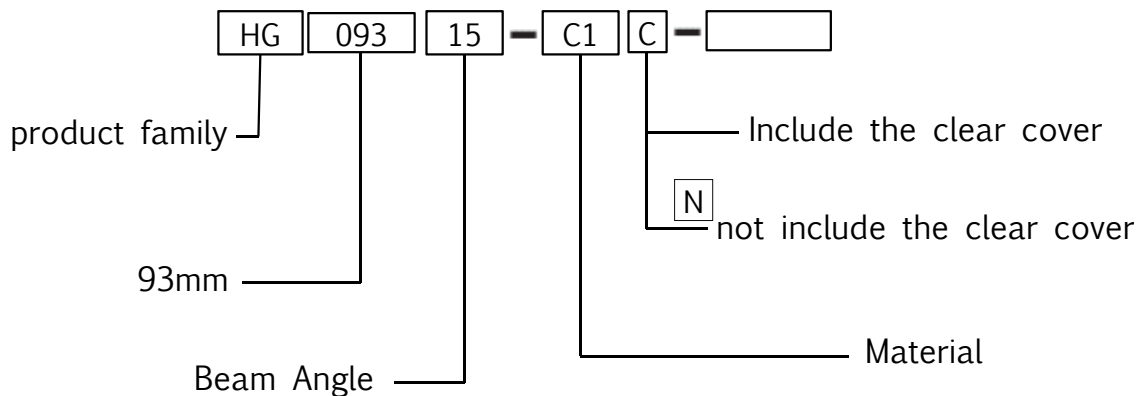 HG 093 15 - C1 C -
product family
Include the clear cover
N
not include the clear cover
93mm
Material
Beam Angle